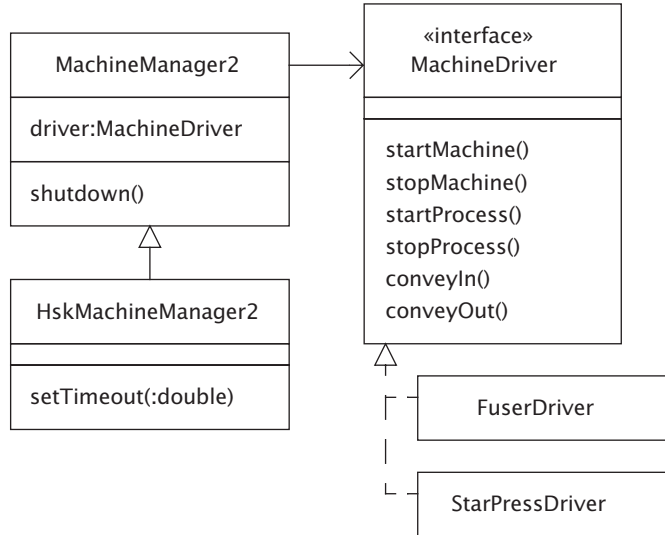 MachineManager2
driver:MachineDriver
shutdown()
HskMachineManager2
setTimeout(:double)
«interface»
MachineDriver
startMachine()
stopMachine()
startProcess()
stopProcess()
conveyIn()
conveyOut()
FuserDriver
StarPressDriver